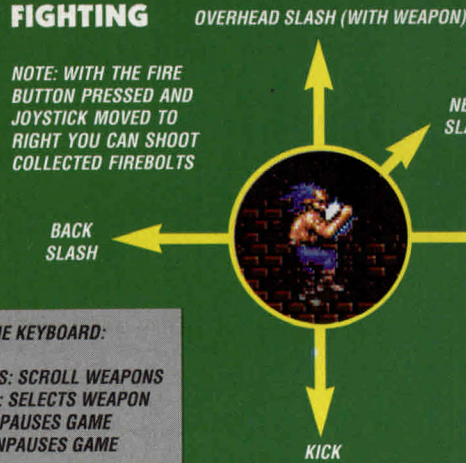 FIGHTING
OVERHEAD SLASH (WITH WEAPON)
NOTE: WITH THE FIRE
BUTTON PRESSED AND
JOYSTICK MOVED TO
RIGHT YOU CAN SHOOT
COLLECTED FIREBOLTS
BACK
SLASH
KEYBOARD:
: SCROLL WEAPONS
: SELECTS WEAPON
PAUSES GAME
GAME
KICK